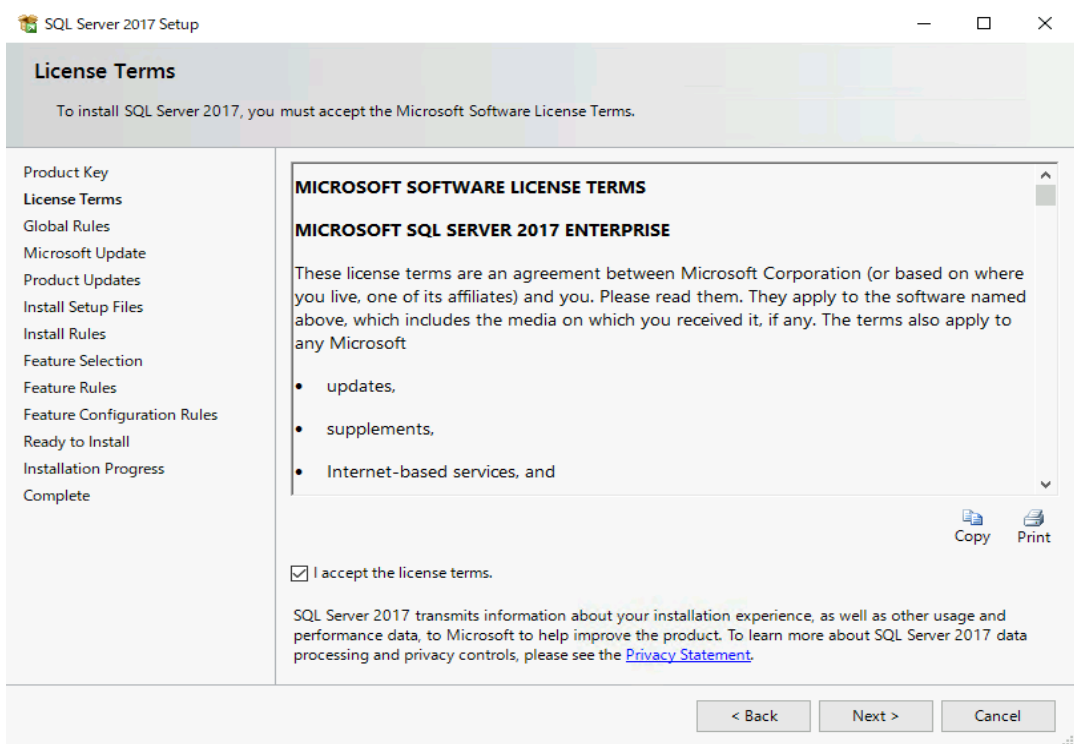 SQL Server 2017 Setup
License Terms
To install SQL Server 2017, you must accept the Microsoft Software License Terms.
Product Key
License Terms
Global Rules
Microsoft Update
Product Updates
Install Setup Files
Install Rules
Feature Selection
Feature Rules
Feature Configuration Rules
Ready to Install
Installation Progress
Complete
MICROSOFT SOFTWARE LICENSE TERMS
MICROSOFT SQL SERVER 2017 ENTERPRISE
These license terms are an agreement between Microsoft Corporation (or based on where
you live, one of its affiliates) and you. Please read them. They apply to the software named
above, which includes the media on which you received it, if any. The terms also apply to
any Microsoft
• updates,
• supplements,
• Internet-based services, and
Copy
Print
I accept the license terms.
SQL Server 2017 transmits information about your installation experience, as well as other usage and
performance data, to Microsoft to help improve the product. To learn more about SQL Server 2017 data
processing and privacy controls, please see the Privacy Statement.
< Back
Next >
Cancel